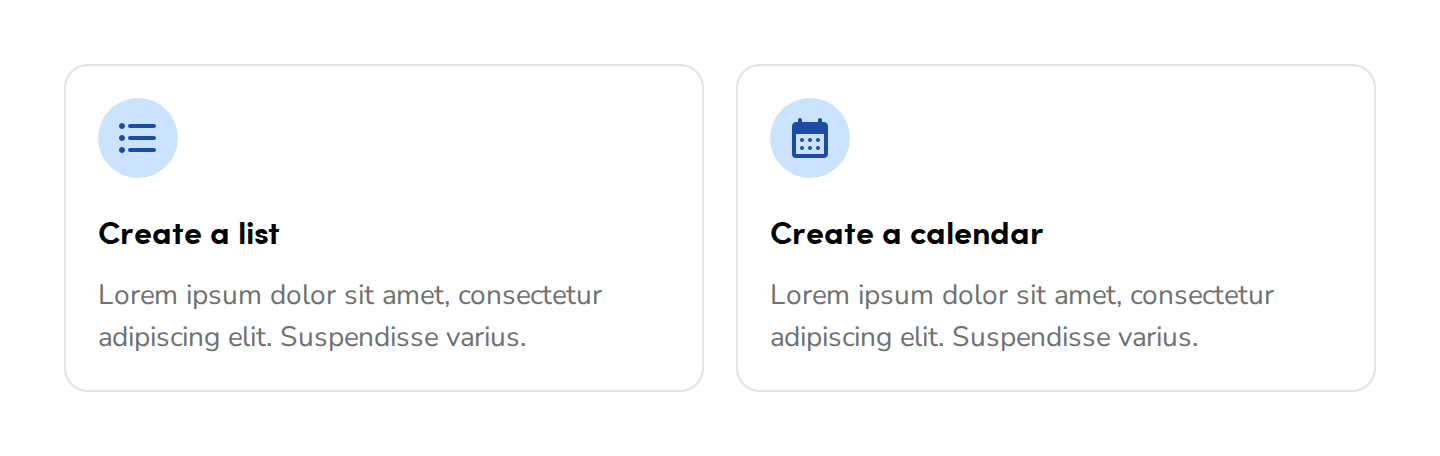 Create a list
Lorem ipsum dolor sit amet, consectetur
adipiscing elit. Suspendisse varius.
Create a calendar
Lorem ipsum dolor sit amet, consectetur
adipiscing elit. Suspendisse varius.